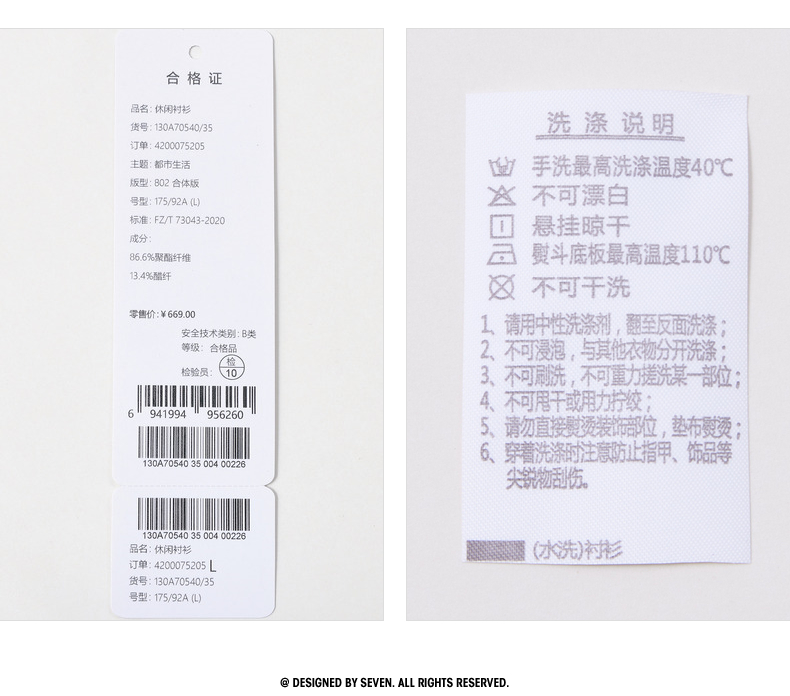 合格证
品名: 休闲衬衫
货号: 130A70540/35
订单: 4200075205
主题: 都市生活
版型: 802 合体版
号型: 175/92A (L)
标准: FZ/T 73043-2020
成分:
86.6%聚酯纤维
13.4%醋纤
零售价: ¥ 669.00
安全技术类别: B类
等级: 合格品
检验员: 检 10
6 941994 956260
130A70540 35 004 00226
130A70540 35 004 00226
品名: 休闲衬衫
订单: 4200075205 L
货号: 130A70540/35
号型: 175/92A (L)
洗涤说明
手洗最高洗涤温度40℃
不可漂白
悬挂晾干
熨斗底板最高温度110℃
不可干洗
1、请用中性洗涤剂，翻至反面洗涤；
2、不可浸泡，与其他衣物分开洗涤；
3、不可刷洗，不可重力搓洗某一部位；
4、不可甩干或用力拧绞；
5、请勿直接熨烫装饰部位，垫布熨烫；
6、穿着洗涤时注意防止指甲、饰品等
尖锐物刮伤。
(水洗)衬衫
@ DESIGNED BY SEVEN. ALL RIGHTS RESERVED.